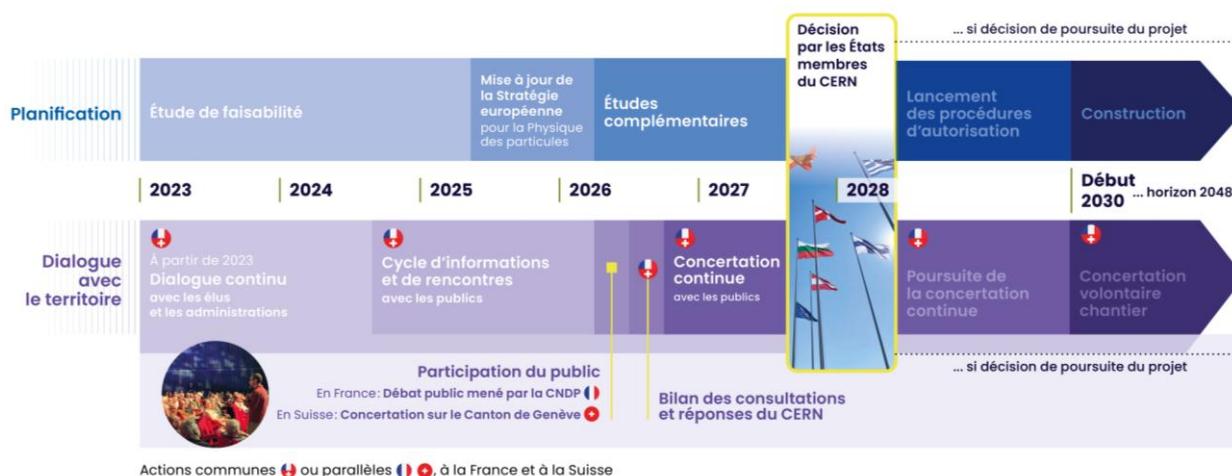 Décision
par les États
membres
du CERN
... si décision de poursuite du projet
Planification
Étude de faisabilité
Mise à jour de
la Stratégie
européenne
pour la Physique
des particules
Études
complémentaires
Lancement
des procédures
d'autorisation
Construction
2023
2024
2025
2026
2027
2028
Début
2030 ... horizon 2048
Dialogue
avec
le territoire
À partir de 2023
Dialogue continu
avec les élus
et les administrations
Cycle d'informations
et de rencontres
avec les publics
Concertation
continue
avec les publics
Poursuite de
la concertation
continue
Concertation
volontaire
chantier
... si décision de poursuite du projet
Participation du public
En France : Débat public mené par la CNDP
En Suisse : Concertation sur le Canton de Genève
Bilan des consultations
et réponses du CERN
Actions communes ou parallèles , à la France et à la Suisse